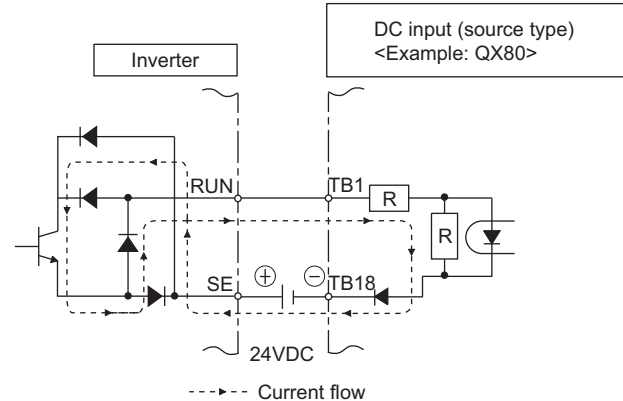 Inverter
DC input (source type)
<Example: QX80>
RUN
TB1
R
R
SE
+
−
TB18
24VDC
Current flow